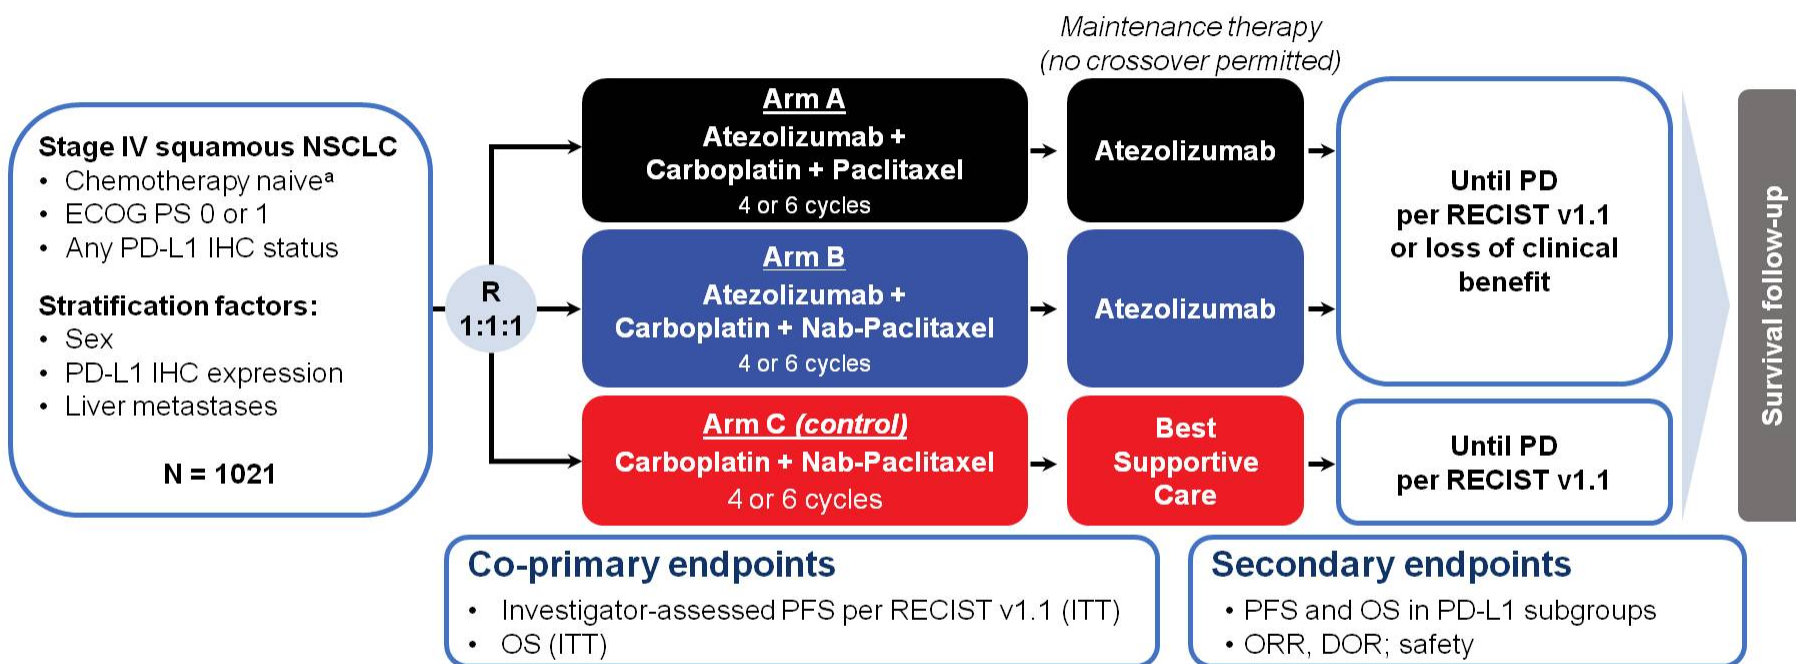 Maintenance therapy
(no crossover permitted)
Stage IV squamous NSCLC
• Chemotherapy naiveᵃ
• ECOG PS 0 or 1
• Any PD-L1 IHC status
Stratification factors:
• Sex
• PD-L1 IHC expression
• Liver metastases
N = 1021
R
1:1:1
Arm A
Atezolizumab +
Carboplatin + Paclitaxel
4 or 6 cycles
Atezolizumab
Arm B
Atezolizumab +
Carboplatin + Nab-Paclitaxel
4 or 6 cycles
Atezolizumab
Until PD
per RECIST v1.1
or loss of clinical
benefit
Arm C (control)
Carboplatin + Nab-Paclitaxel
4 or 6 cycles
Best
Supportive
Care
Until PD
per RECIST v1.1
Survival follow-up
Co-primary endpoints
• Investigator-assessed PFS per RECIST v1.1 (ITT)
• OS (ITT)
Secondary endpoints
• PFS and OS in PD-L1 subgroups
• ORR, DOR; safety